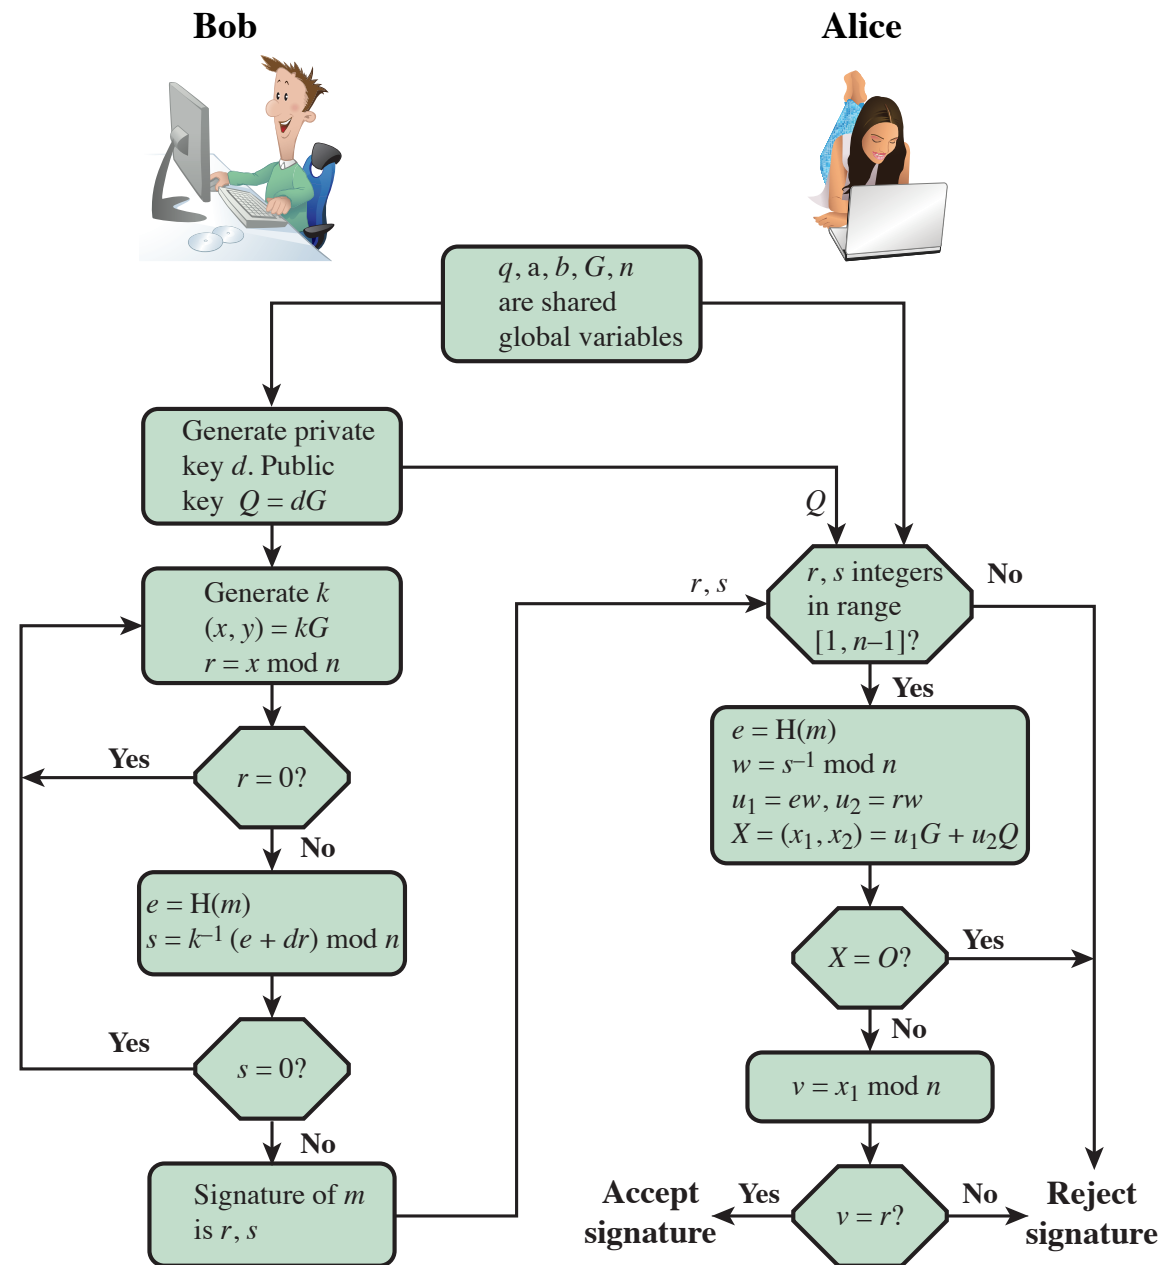 Bob
Alice
q, a, b, G, n
are shared
global variables
Generate private
key d. Public
key Q = dG
Q
Generate k
(x, y) = kG
r = x mod n
r, s
r, s integers
in range
[1, n–1]?
No
Yes
Yes
r = 0?
No
e = H(m)
w = s⁻¹ mod n
u₁ = ew, u₂ = rw
X = (x₁, x₂) = u₁G + u₂Q
e = H(m)
s = k⁻¹ (e + dr) mod n
X = O?
Yes
No
Yes
s = 0?
No
v = x₁ mod n
Signature of m
is r, s
Accept
signature
Yes
v = r?
No
Reject
signature